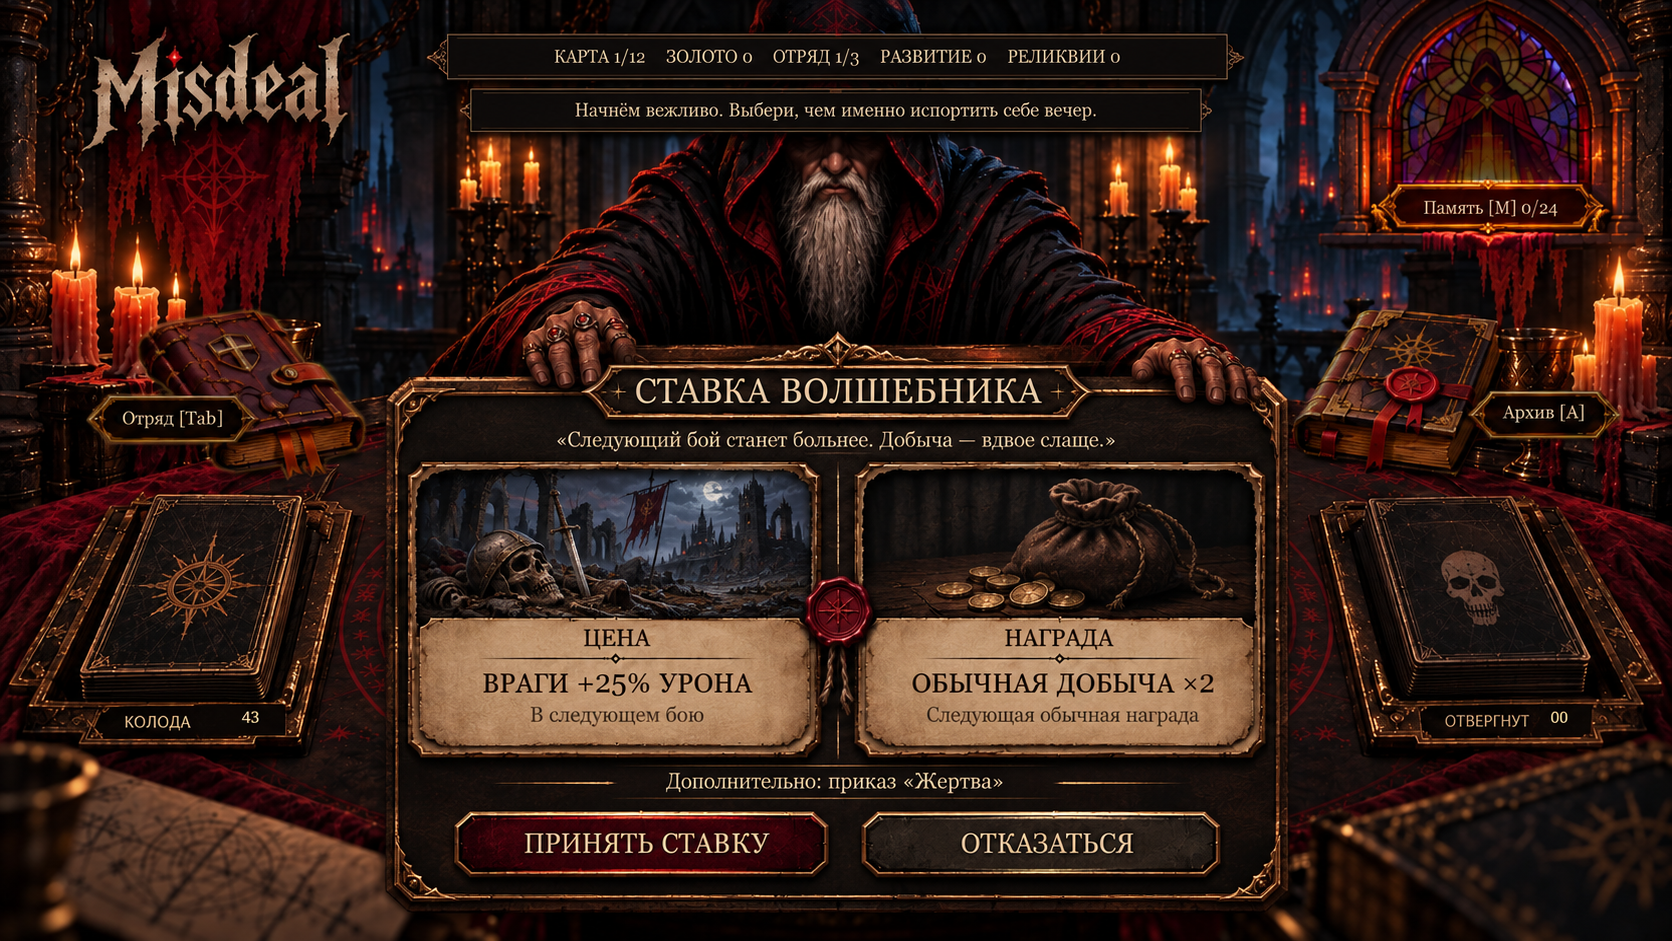 Misdeal
КАРТА 1/12 ЗОЛОТО 0 ОТРЯД 1/3 РАЗВИТИЕ 0 РЕЛИКВИИ 0
Начнём вежливо. Выбери, чем именно испортить себе вечер.
Память [M] 0/24
Отряд [Tab]
Архив [A]
СТАВКА ВОЛШЕБНИКА
«Следующий бой станет больнее. Добыча — вдвое слаще.»
ЦЕНА
ВРАГИ +25% УРОНА
В следующем бою
НАГРАДА
ОБЫЧНАЯ ДОБЫЧА ×2
Следующая обычная награда
КОЛОДА 43
ОТВЕРГНУТ 00
Дополнительно: приказ «Жертва»
ПРИНЯТЬ СТАВКУ
ОТКАЗАТЬСЯ